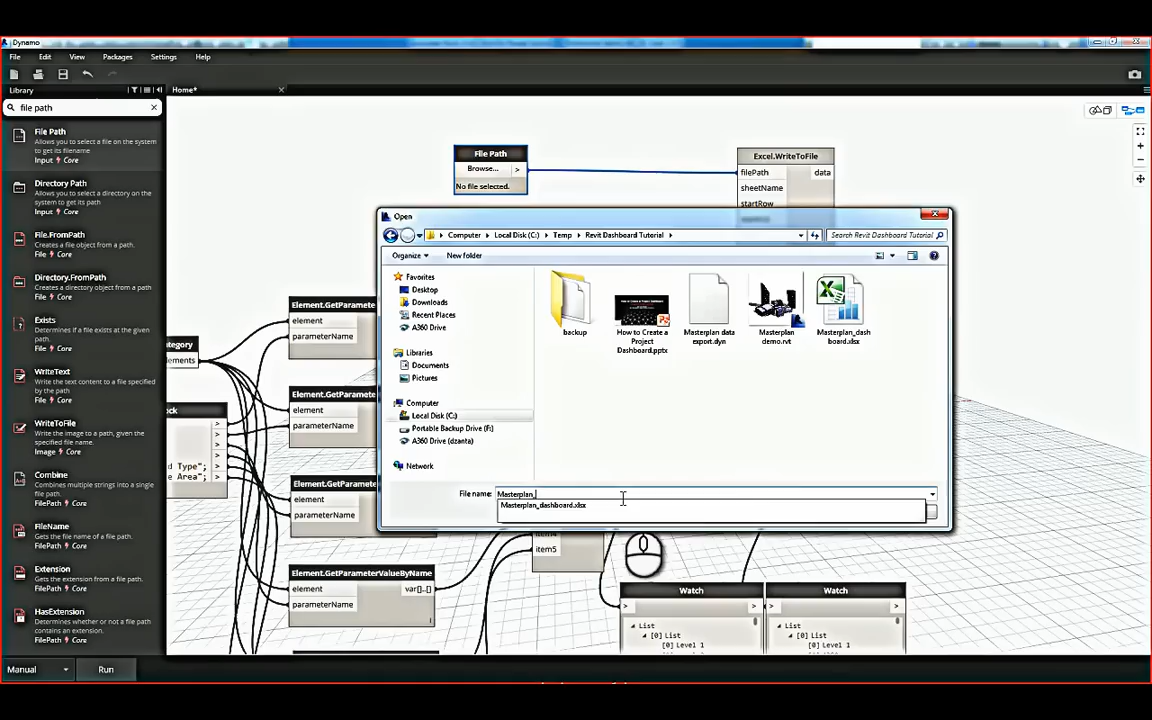 Dynamo
File Edit View Packages Settings Help
Library
Home*
file path
File Path
Allows you to select a file on the system
to get its filename
Input Core
Directory Path
Allows you to select a directory on the
system to get its path
Input Core
File.FromPath
Creates a file object from a path.
File Core
Directory.FromPath
Creates a directory object from a path.
File Core
Exists
Determines if a file exists at the given
path.
File Core
WriteText
Write the text content to a file specified
by the path
File Core
WriteToFile
Write the image to a path, given the
specified file name.
Image Core
Combine
Combines multiple strings into a single
path.
FilePath Core
FileName
Gets the file name of a file path.
FilePath Core
Extension
Gets the extension from a file path.
FilePath Core
HasExtension
Determines whether or not a file path
contains an extension.
FilePath Core
Manual
Run
File Path
Browse... >
No file selected.
Excel.WriteToFile
filePath data
sheetName
startRow
Open
Computer Local Disk (C:) Temp Revit Dashboard Tutorial
Search Revit Dashboard Tutorial
Organize New folder
Favorites
Desktop
Downloads
Recent Places
A360 Drive
Libraries
Documents
Pictures
Computer
Local Disk (C:)
Portable Backup Drive (F:)
A360 Drive (dzanta)
Network
backup
How to Create a
Project
Dashboard.pptx
Masterplan data
export.dyn
Masterplan
demo.rvt
Masterplan_dash
board.xlsx
File name: Masterplan_
Masterplan_dashboard.xlsx
Element.GetParamete
element
parameterName
Element.GetParamete
element
parameterName
Element.GetParamete
element
parameterName
Element.GetParameterValueByName
element var[]..[]
parameterName
ategory
ements
ock
d Type";
e Area";
item4
item5
Watch
> >
List
[0] List
[0] Level 1
Watch
> >
List
[0] List
[0] Level 1